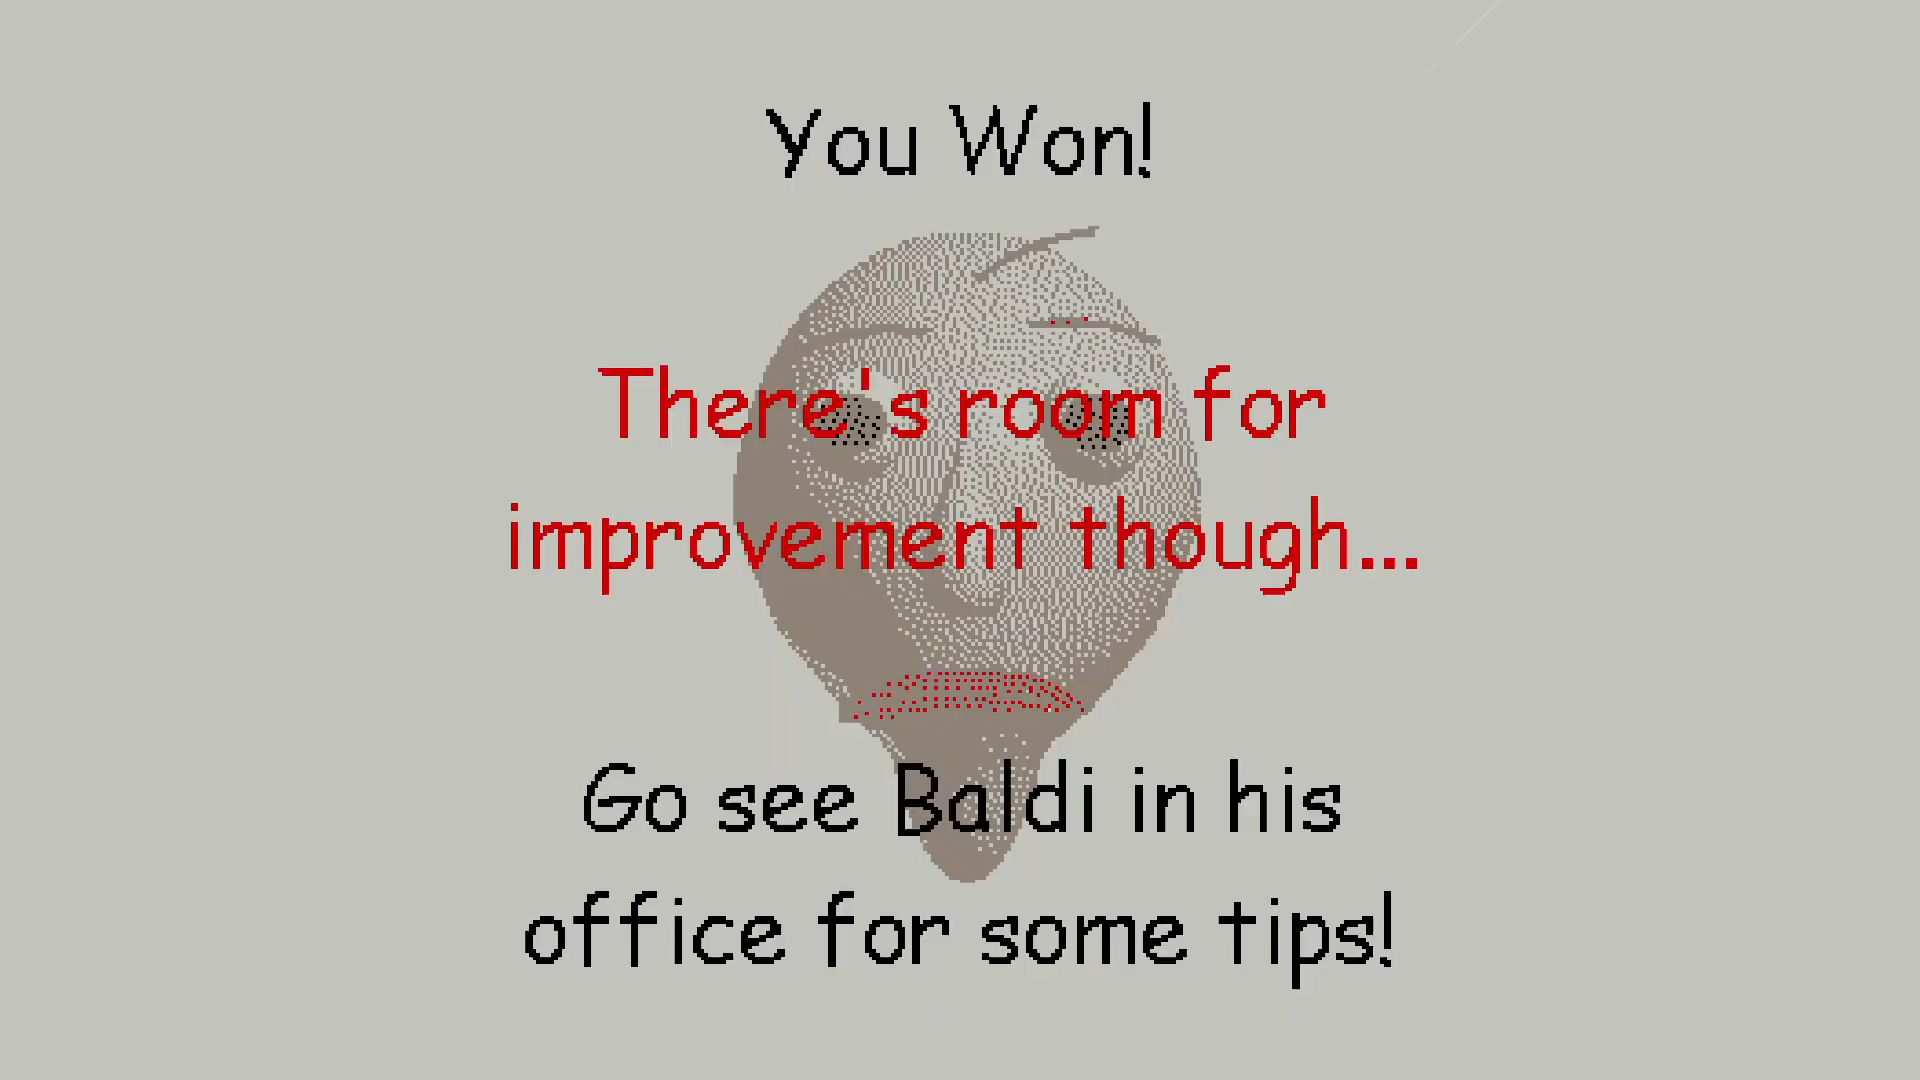 You Won!
There's room for
improvement though...
Go see Baldi in his
office for some tips!